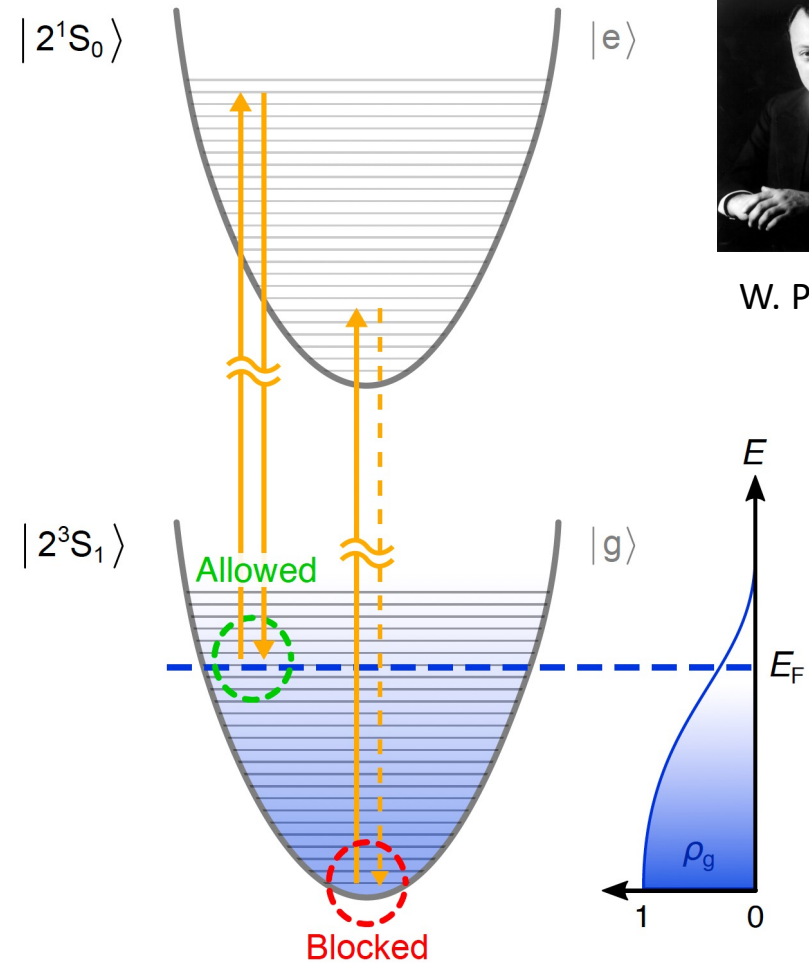 | 2¹S₀ ⟩
|e⟩
W. P
E
| 2³S₁ ⟩
|g⟩
Allowed
E_F
ρ_g
1
0
Blocked